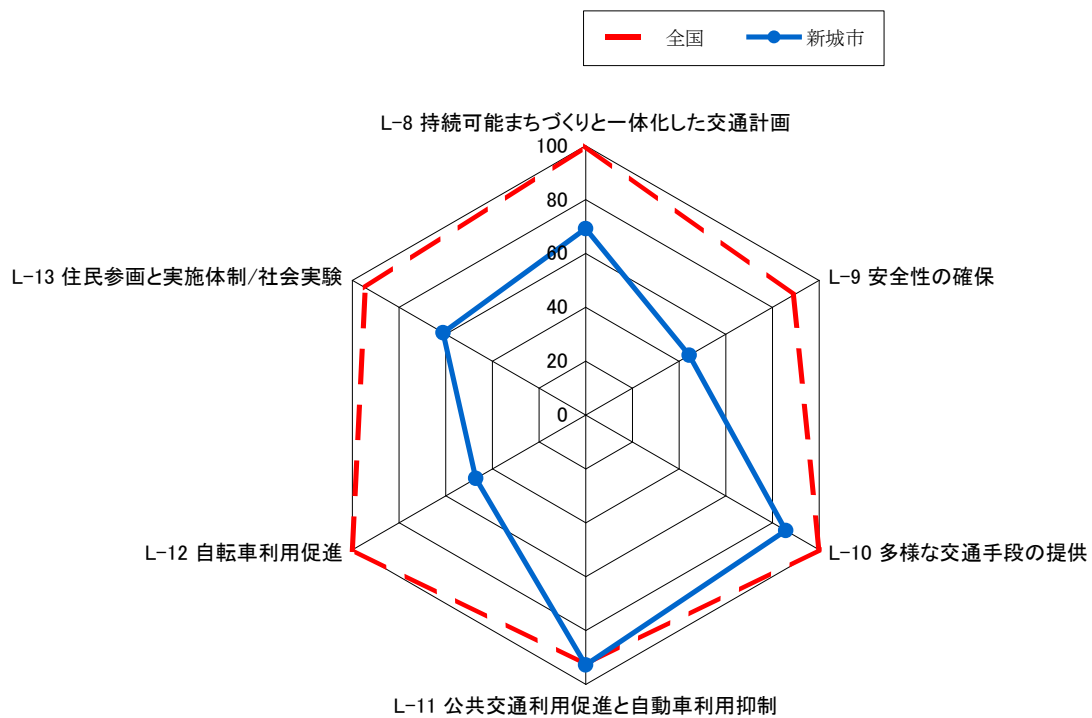 全国 新城市
L-8 持続可能まちづくりと一体化した交通計画
100
80
60
40
20
0
L-13 住民参画と実施体制/社会実験
L-9 安全性の確保
L-12 自転車利用促進
L-10 多様な交通手段の提供
L-11 公共交通利用促進と自動車利用抑制